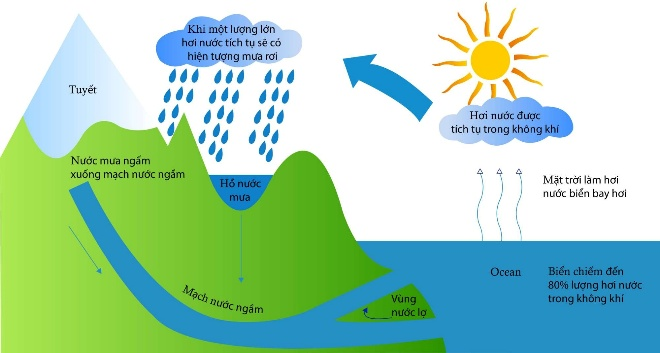 Khi một lượng lớn
hơi nước tích tụ sẽ có
hiện tượng mưa rơi
Tuyết
Hơi nước được
tích tụ trong không khí
Nước mưa ngấm
xuống mạch nước ngầm
Hồ nước
mưa
Mặt trời làm hơi
nước biển bay hơi
Mạch nước ngầm
Vùng
nước lợ
Ocean
Biển chiếm đến
80% lượng hơi nước
trong không khí